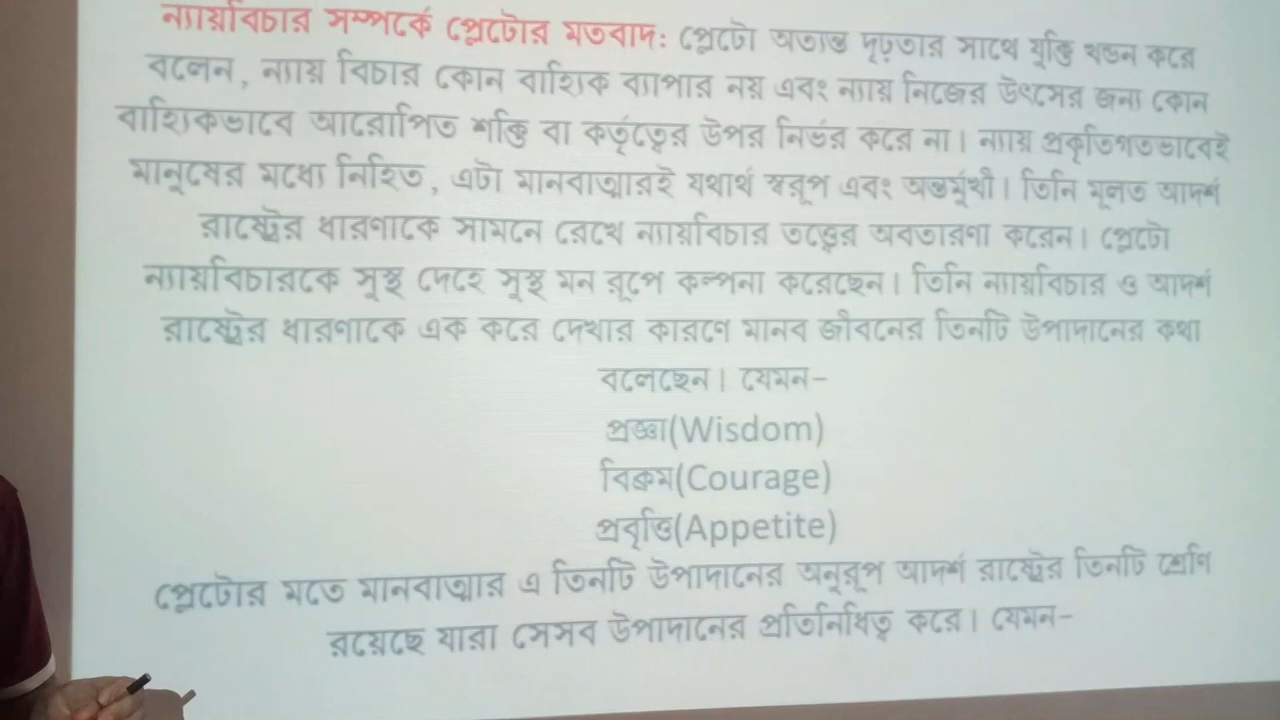 ন্যায়বিচার সম্পর্কে প্লেটোর মতবাদ: প্লেটো অত্যন্ত দৃঢ়তার সাথে যুক্তি খন্ডন করে
বলেন, ন্যায় বিচার কোন বাহ্যিক ব্যাপার নয় এবং ন্যায় নিজের উৎসের জন্য কোন
বাহ্যিকভাবে আরোপিত শক্তি বা কর্তৃত্বের উপর নির্ভর করে না। ন্যায় প্রকৃতিগতভাবেই
মানুষের মধ্যে নিহিত, এটা মানবাত্মারই যথার্থ স্বরূপ এবং অন্তর্মুখী। তিনি মূলত আদর্শ
রাষ্ট্রের ধারণাকে সামনে রেখে ন্যায়বিচার তত্ত্বের অবতারণা করেন। প্লেটো
ন্যায়বিচারকে সুস্থ দেহে সুস্থ মন রূপে কল্পনা করেছেন। তিনি ন্যায়বিচার ও আদর্শ
রাষ্ট্রের ধারণাকে এক করে দেখার কারণে মানব জীবনের তিনটি উপাদানের কথা
বলেছেন। যেমন-
প্রজ্ঞা(Wisdom)
বিক্রম(Courage)
প্রবৃত্তি(Appetite)
প্লেটোর মতে মানবাত্মার এ তিনটি উপাদানের অনুরূপ আদর্শ রাষ্ট্রের তিনটি শ্রেণি
রয়েছে যারা সেসব উপাদানের প্রতিনিধিত্ব করে। যেমন-